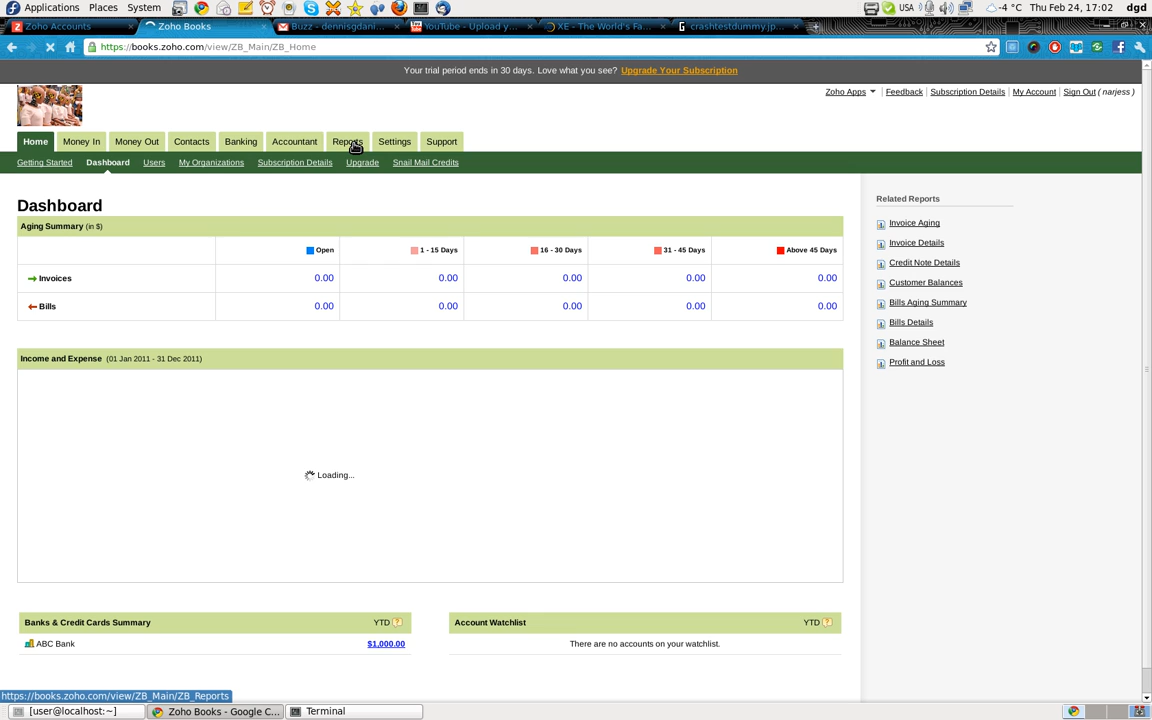 Applications Places System USA -4 °C Thu Feb 24, 17:02 dgd
Zoho Accounts Zoho Books Buzz - dennisgdani... YouTube - Upload y... XE - The World's Fa... crashtestdummy.jp...
https://books.zoho.com/view/ZB_Main/ZB_Home
Your trial period ends in 30 days. Love what you see? Upgrade Your Subscription
Zoho Apps Feedback Subscription Details My Account Sign Out ( narjess )
Home Money In Money Out Contacts Banking Accountant Reports Settings Support
Getting Started Dashboard Users My Organizations Subscription Details Upgrade Snail Mail Credits
Dashboard
Aging Summary (in $)
Open 1 - 15 Days 16 - 30 Days 31 - 45 Days Above 45 Days
Invoices 0.00 0.00 0.00 0.00 0.00
Bills 0.00 0.00 0.00 0.00 0.00
Income and Expense (01 Jan 2011 - 31 Dec 2011)
Loading...
Banks & Credit Cards Summary YTD ?
ABC Bank $1,000.00
Account Watchlist YTD ?
There are no accounts on your watchlist.
Related Reports
Invoice Aging
Invoice Details
Credit Note Details
Customer Balances
Bills Aging Summary
Bills Details
Balance Sheet
Profit and Loss
https://books.zoho.com/view/ZB_Main/ZB_Reports
[user@localhost:~] Zoho Books - Google C... Terminal